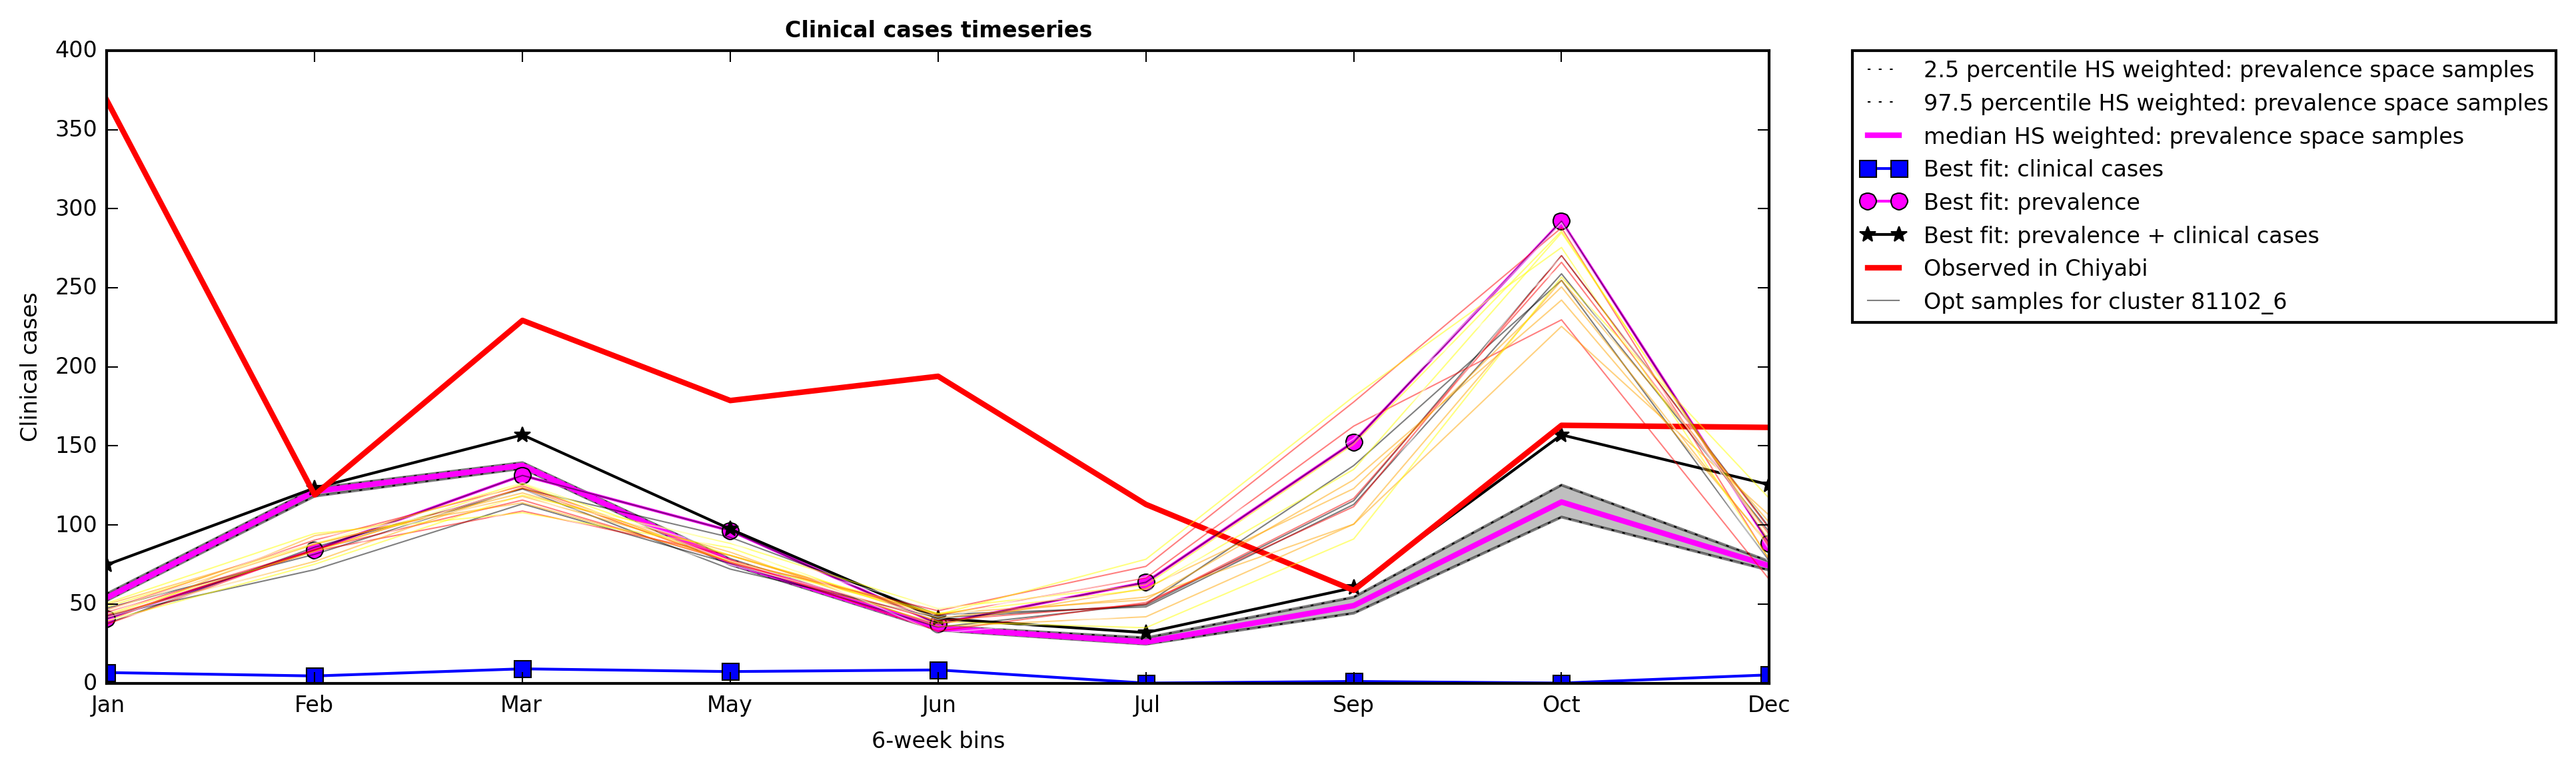 Clinical cases timeseries
400
350
300
250
200
150
100
50
0
Clinical cases
Jan Feb Mar May Jun Jul Sep Oct Dec
6-week bins
2.5 percentile HS weighted: prevalence space samples
97.5 percentile HS weighted: prevalence space samples
median HS weighted: prevalence space samples
Best fit: clinical cases
Best fit: prevalence
Best fit: prevalence + clinical cases
Observed in Chiyabi
Opt samples for cluster 81102_6